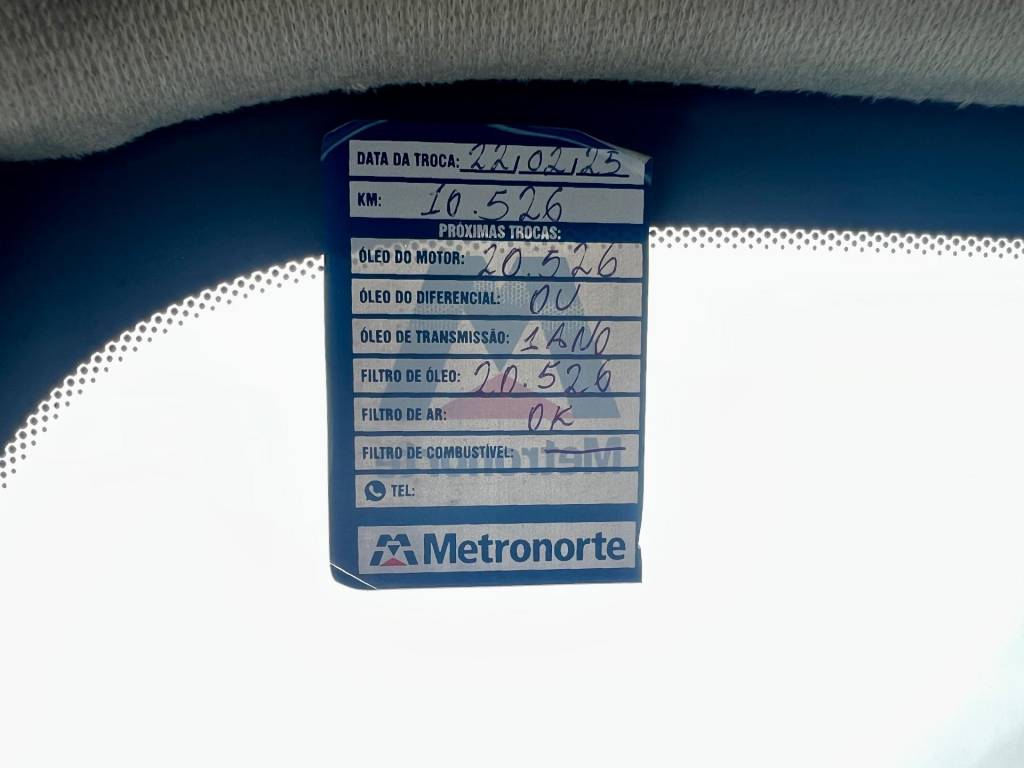 DATA DA TROCA: 22/02/25
KM: 10.526
PRÓXIMAS TROCAS:
ÓLEO DO MOTOR: 20.526
ÓLEO DO DIFERENCIAL: OU
ÓLEO DE TRANSMISSÃO: 1 ANO
FILTRO DE ÓLEO: 20.526
FILTRO DE AR: OK
FILTRO DE COMBUSTÍVEL: —
TEL:
Metronorte
Metronorte